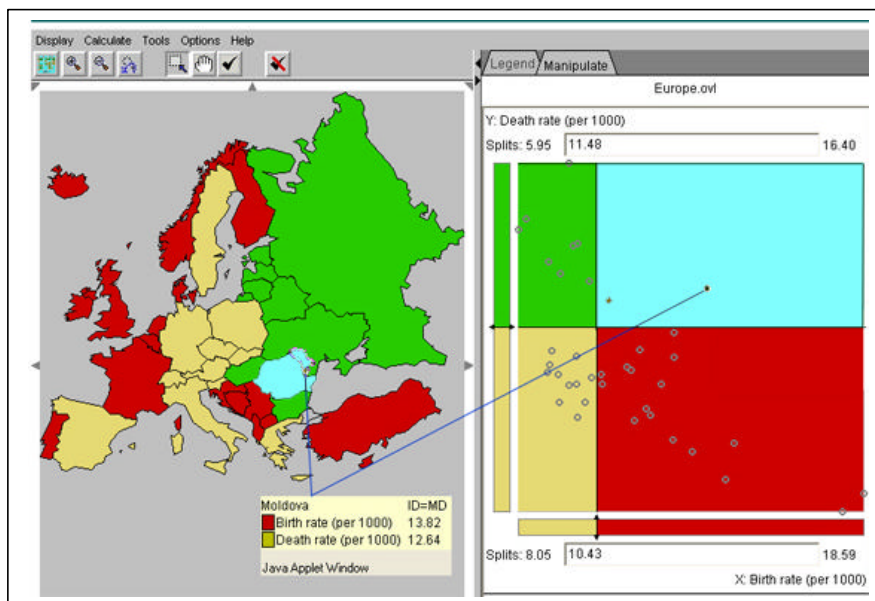 Display Calculate Tools Options Help
Legend Manipulate
Europe.ovl
Y: Death rate (per 1000)
Splits: 5.95 11.48 16.40
Moldova ID=MD
Birth rate (per 1000) 13.82
Death rate (per 1000) 12.64
Java Applet Window
Splits: 8.05 10.43 18.59
X: Birth rate (per 1000)